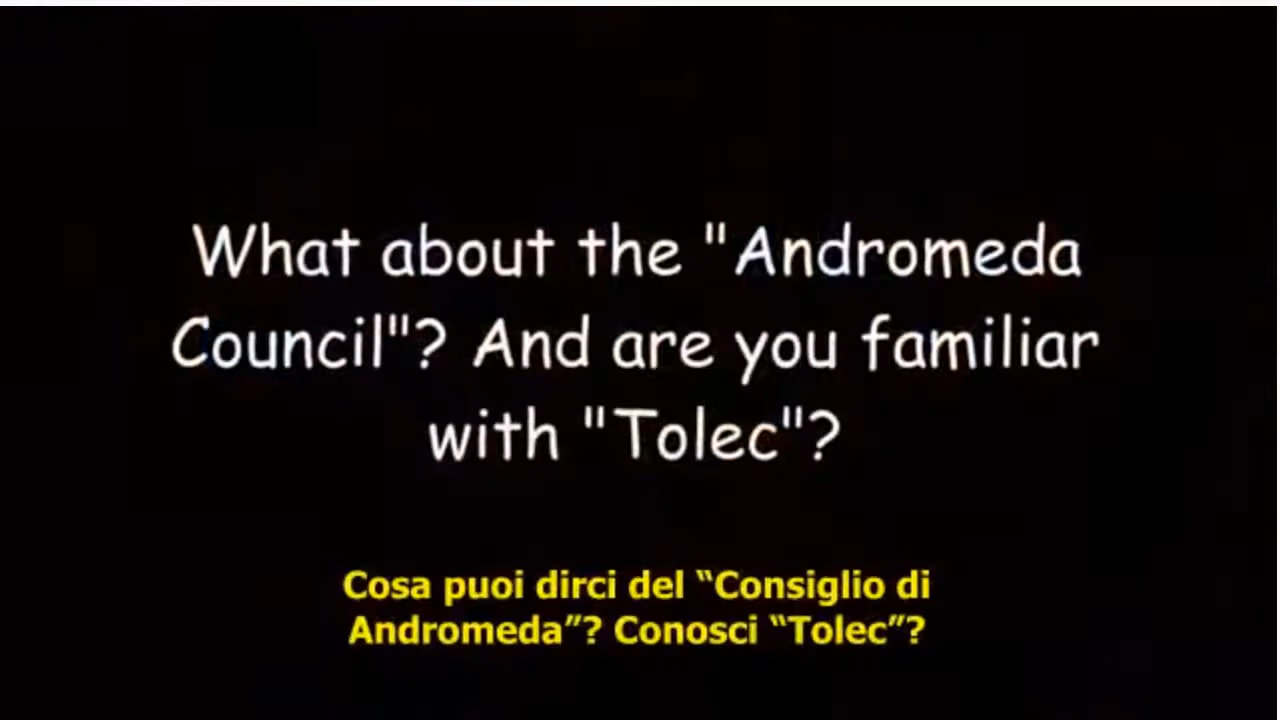 What about the "Andromeda
Council"? And are you familiar
with "Tolec"?
Cosa puoi dirci del “Consiglio di
Andromeda”? Conosci “Tolec”?